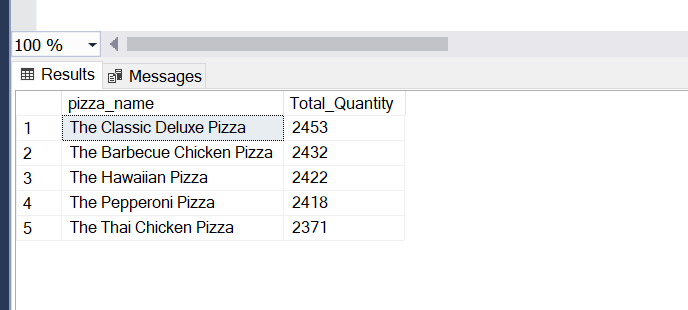 100 %
Results Messages
pizza_name Total_Quantity
1 The Classic Deluxe Pizza 2453
2 The Barbecue Chicken Pizza 2432
3 The Hawaiian Pizza 2422
4 The Pepperoni Pizza 2418
5 The Thai Chicken Pizza 2371